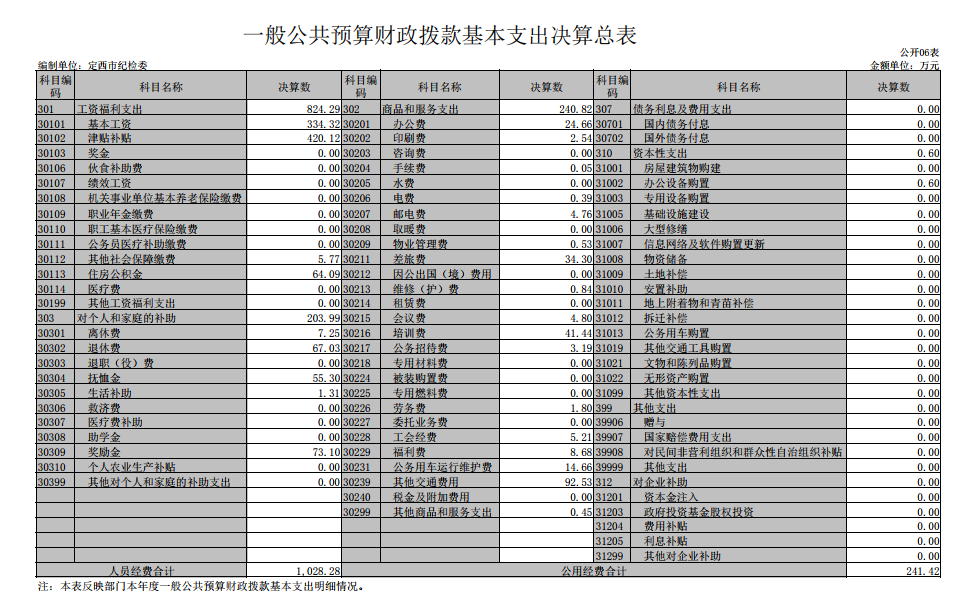 一般公共预算财政拨款基本支出决算总表
公开06表
编制单位：定西市纪检委 金额单位：万元
科目编码 科目名称 决算数 科目编码 科目名称 决算数 科目编码 科目名称 决算数
301 工资福利支出 824.29 302 商品和服务支出 240.82 307 债务利息及费用支出 0.00
30101 基本工资 334.32 30201 办公费 24.66 30701 国内债务付息 0.00
30102 津贴补贴 420.12 30202 印刷费 2.54 30702 国外债务付息 0.00
30103 奖金 0.00 30203 咨询费 0.00 310 资本性支出 0.60
30106 伙食补助费 0.00 30204 手续费 0.05 31001 房屋建筑物购建 0.00
30107 绩效工资 0.00 30205 水费 0.00 31002 办公设备购置 0.60
30108 机关事业单位基本养老保险缴费 0.00 30206 电费 0.39 31003 专用设备购置 0.00
30109 职业年金缴费 0.00 30207 邮电费 4.76 31005 基础设施建设 0.00
30110 职工基本医疗保险缴费 0.00 30208 取暖费 0.00 31006 大型修缮 0.00
30111 公务员医疗补助缴费 0.00 30209 物业管理费 0.53 31007 信息网络及软件购置更新 0.00
30112 其他社会保障缴费 5.77 30211 差旅费 34.30 31008 物资储备 0.00
30113 住房公积金 64.09 30212 因公出国（境）费用 0.00 31009 土地补偿 0.00
30114 医疗费 0.00 30213 维修（护）费 0.84 31010 安置补助 0.00
30199 其他工资福利支出 0.00 30214 租赁费 0.00 31011 地上附着物和青苗补偿 0.00
303 对个人和家庭的补助 203.99 30215 会议费 4.80 31012 拆迁补偿 0.00
30301 离休费 7.25 30216 培训费 41.44 31013 公务用车购置 0.00
30302 退休费 67.03 30217 公务招待费 3.19 31019 其他交通工具购置 0.00
30303 退职（役）费 0.00 30218 专用材料费 0.00 31021 文物和陈列品购置 0.00
30304 抚恤金 55.30 30224 被装购置费 0.00 31022 无形资产购置 0.00
30305 生活补助 1.31 30225 专用燃料费 0.00 31099 其他资本性支出 0.00
30306 救济费 0.00 30226 劳务费 1.80 399 其他支出 0.00
30307 医疗费补助 0.00 30227 委托业务费 0.00 39906 赠与 0.00
30308 助学金 0.00 30228 工会经费 5.21 39907 国家赔偿费用支出 0.00
30309 奖励金 73.10 30229 福利费 8.68 39908 对民间非营利组织和群众性自治组织补贴 0.00
30310 个人农业生产补贴 0.00 30231 公务用车运行维护费 14.66 39999 其他支出 0.00
30399 其他对个人和家庭的补助支出 0.00 30239 其他交通费用 92.53 312 对企业补助 0.00
30240 税金及附加费用 0.00 31201 资本金注入 0.00
30299 其他商品和服务支出 0.45 31203 政府投资基金股权投资 0.00
31204 费用补贴 0.00
31205 利息补贴 0.00
31299 其他对企业补助 0.00
人员经费合计 1,028.28 公用经费合计 241.42
注：本表反映部门本年度一般公共预算财政拨款基本支出明细情况。